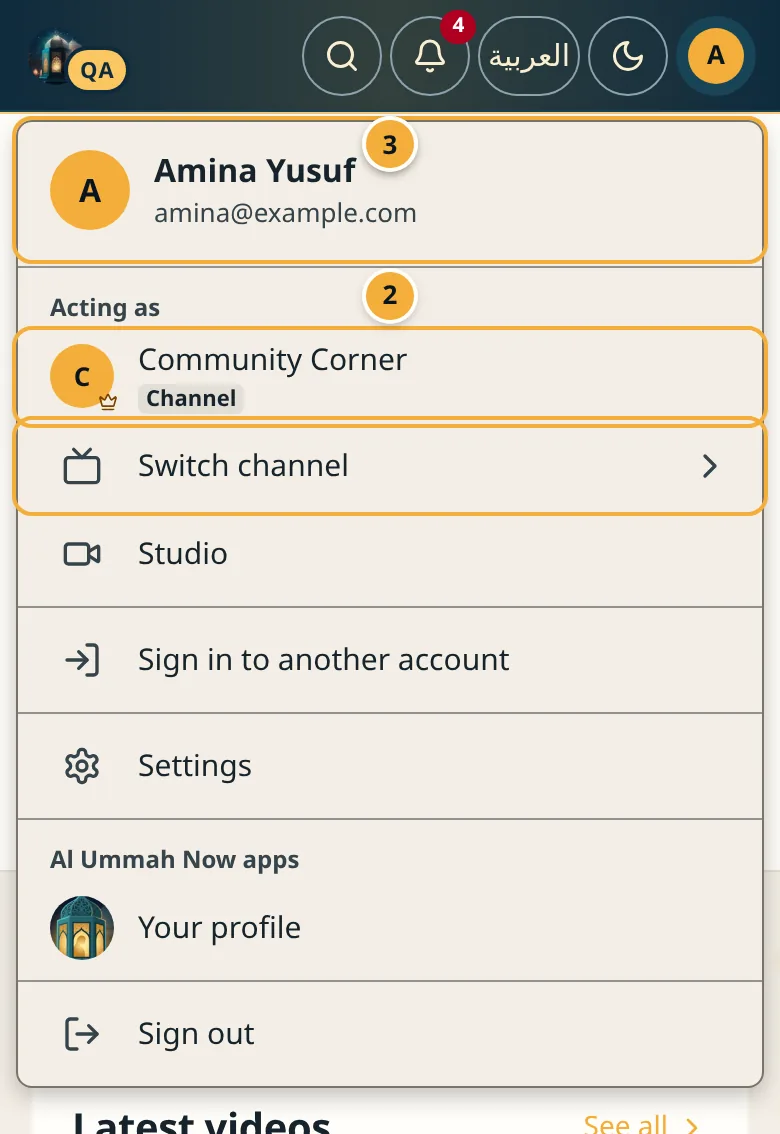 QA
4
العربية
A
3
A
Amina Yusuf
amina@example.com
2
Acting as
C
Community Corner
Channel
Switch channel
Studio
Sign in to another account
Settings
Al Ummah Now apps
Your profile
Sign out
Latest videos
See all